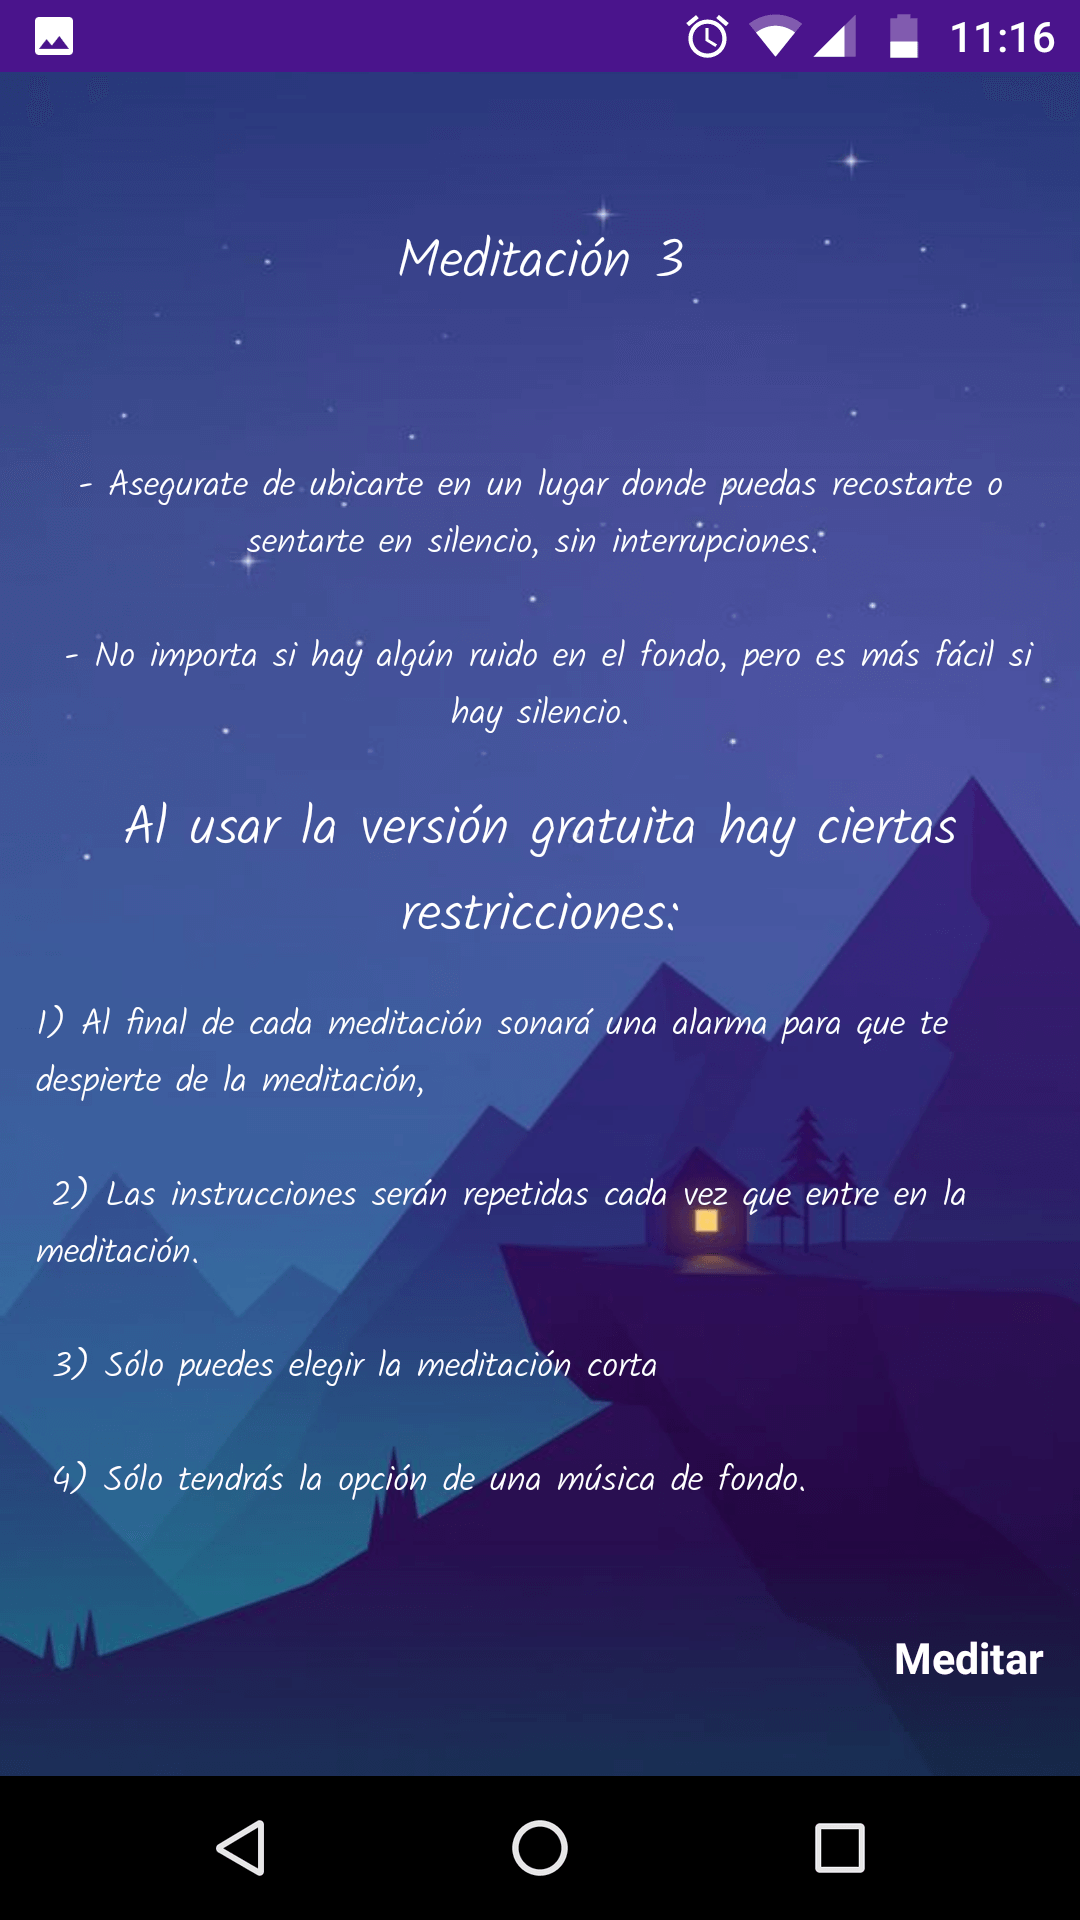 11:16
Meditación 3
- Asegurate de ubicarte en un lugar donde puedas recostarte o
sentarte en silencio, sin interrupciones.
- No importa si hay algún ruido en el fondo, pero es más fácil si
hay silencio.
Al usar la versión gratuita hay ciertas
restricciones:
1) Al final de cada meditación sonará una alarma para que te
despierte de la meditación,
2) Las instrucciones serán repetidas cada vez que entre en la
meditación.
3) Sólo puedes elegir la meditación corta
4) Sólo tendrás la opción de una música de fondo.
Meditar